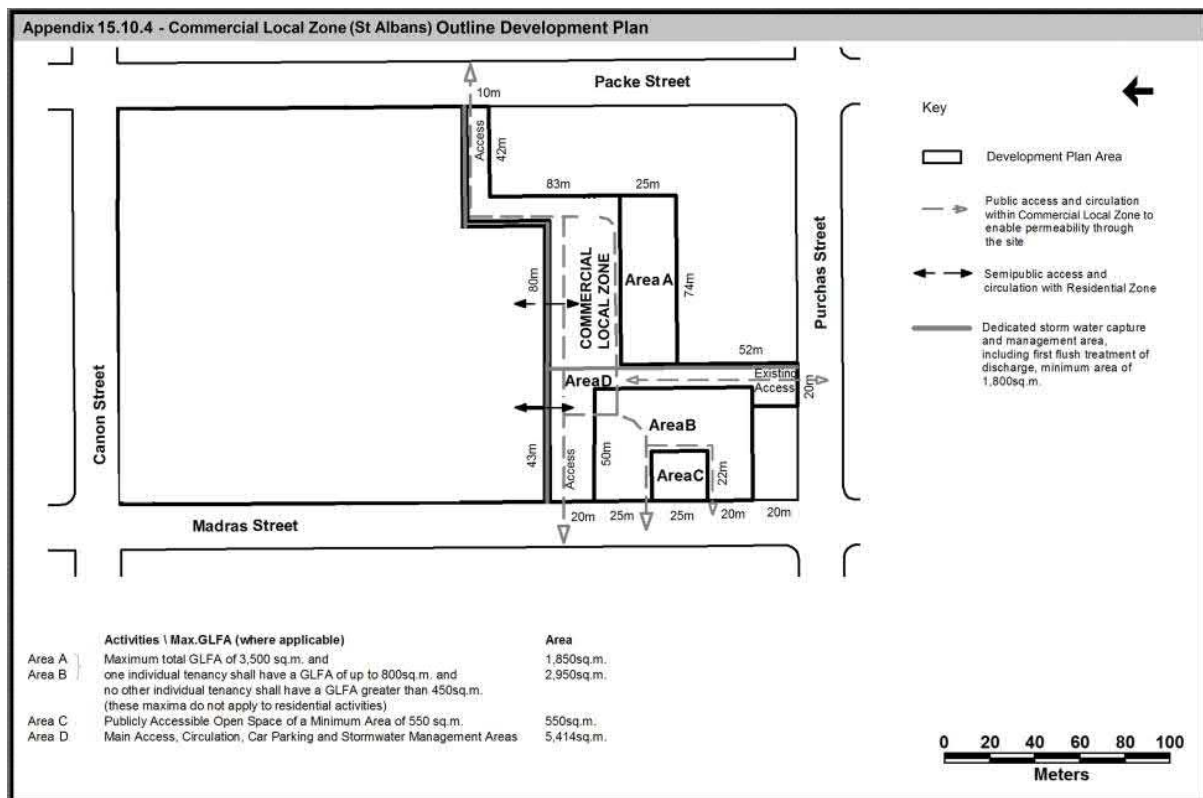 Appendix 15.10.4 - Commercial Local Zone (St Albans) Outline Development Plan
Packe Street
10m
Access
42m
83m
25m
Key
Development Plan Area
Public access and circulation
within Commercial Local Zone to
enable permeability through
the site
Semipublic access and
circulation with Residential Zone
Dedicated storm water capture
and management area,
including first flush treatment of
discharge, minimum area of
1,800sq.m.
Canon Street
Purchas Street
80m
COMMERCIAL
LOCAL ZONE
Area A
74m
52m
Area D
Existing
Access
20m
43m
Access
50m
Area B
Area C
22m
20m
25m
25m
20m
20m
Madras Street
Activities \ Max.GLFA (where applicable) Area
Area A Maximum total GLFA of 3,500 sq.m. and 1,850sq.m.
Area B one individual tenancy shall have a GLFA of up to 800sq.m. and 2,950sq.m.
no other individual tenancy shall have a GLFA greater than 450sq.m.
(these maxima do not apply to residential activities)
Area C Publicly Accessible Open Space of a Minimum Area of 550 sq.m. 550sq.m.
Area D Main Access, Circulation, Car Parking and Stormwater Management Areas 5,414sq.m.
0 20 40 60 80 100
Meters